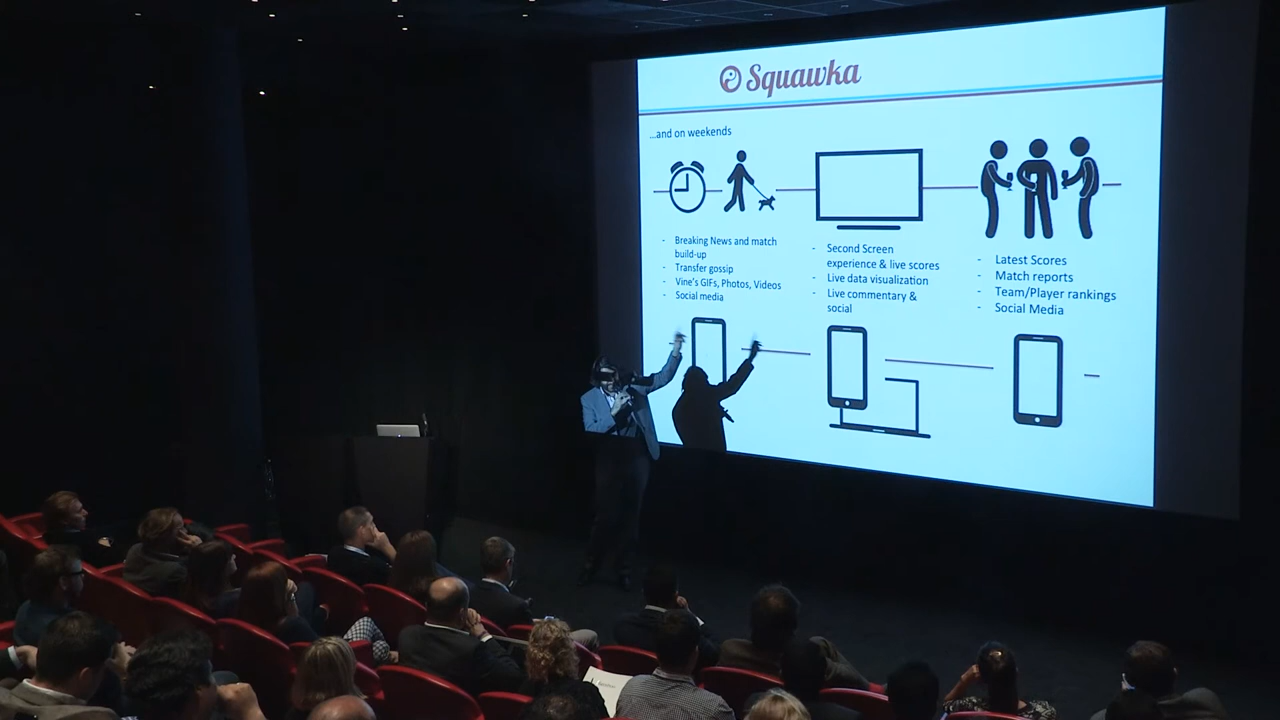 Squawka
...and on weekends
- Breaking News and match
build-up
- Transfer gossip
- Vine's GIFs, Photos, Videos
- Social media
- Second Screen
experience & live scores
- Live data visualization
- Live commentary &
social
- Latest Scores
- Match reports
- Team/Player rankings
- Social Media